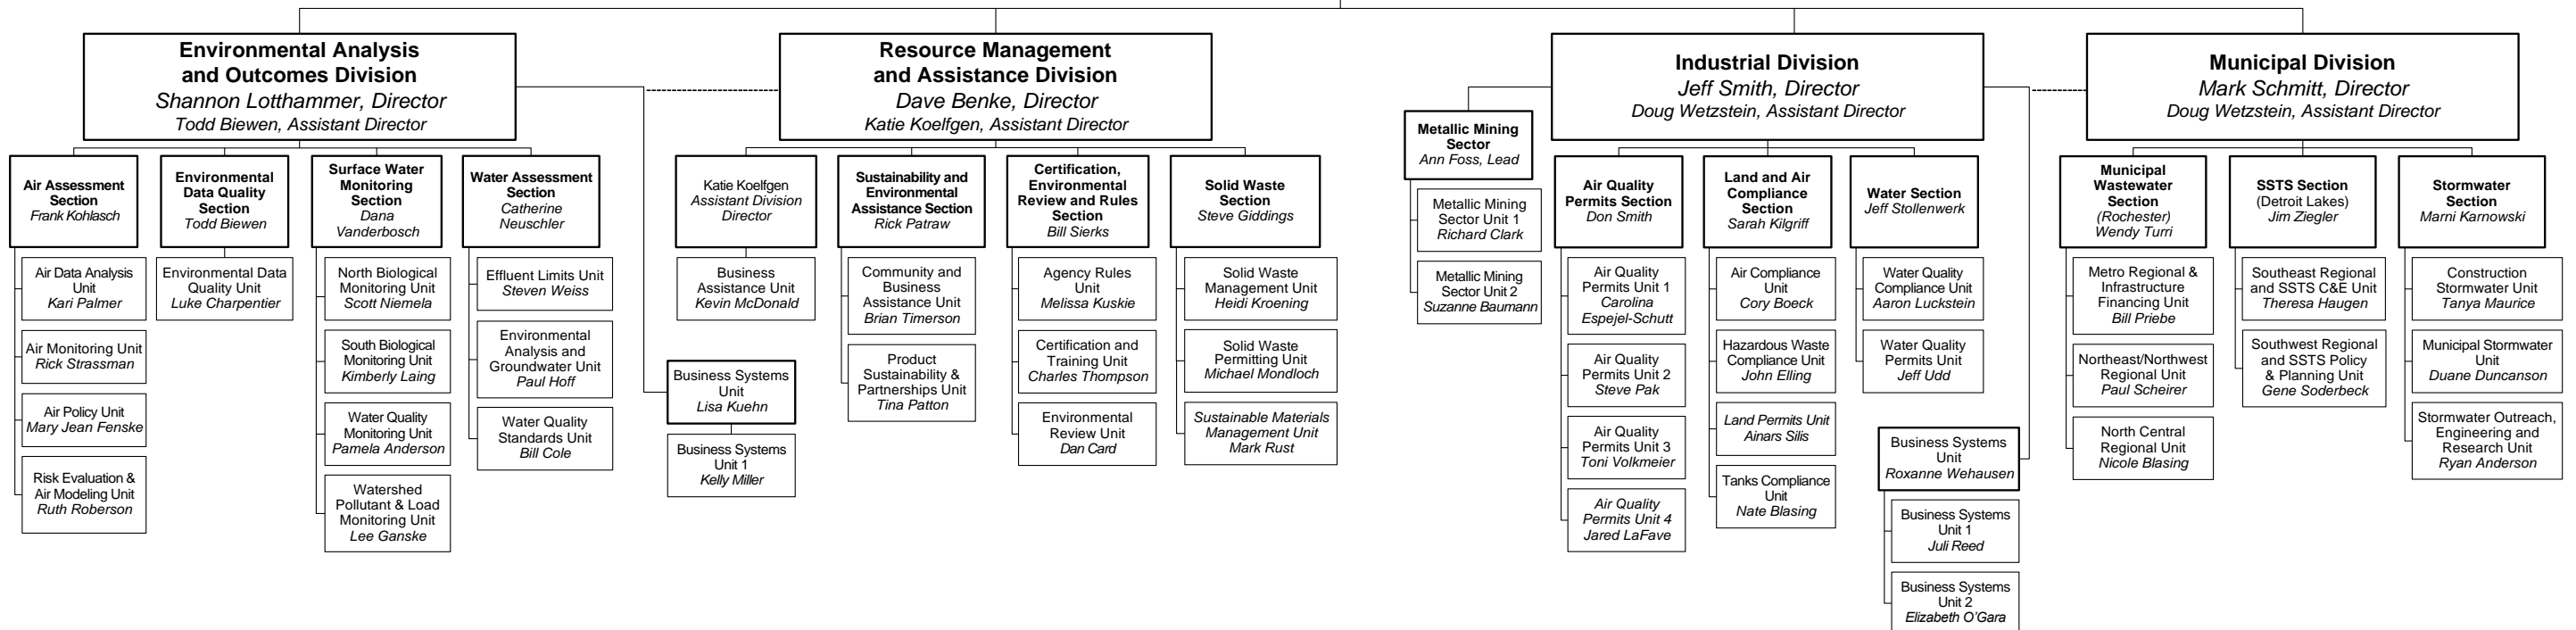 Environmental Analysis
and Outcomes Division
Shannon Lotthammer, Director
Todd Biewen, Assistant Director
Air Assessment
Section
Frank Kohlasch
Air Data Analysis
Unit
Kari Palmer
Air Monitoring Unit
Rick Strassman
Air Policy Unit
Mary Jean Fenske
Risk Evaluation &
Air Modeling Unit
Ruth Roberson
Environmental
Data Quality
Section
Todd Biewen
Environmental Data
Quality Unit
Luke Charpentier
Surface Water
Monitoring
Section
Dana
Vanderbosch
North Biological
Monitoring Unit
Scott Niemela
South Biological
Monitoring Unit
Kimberly Laing
Water Quality
Monitoring Unit
Pamela Anderson
Watershed
Pollutant & Load
Monitoring Unit
Lee Ganske
Water Assessment
Section
Catherine
Neuschler
Effluent Limits Unit
Steven Weiss
Environmental
Analysis and
Groundwater Unit
Paul Hoff
Water Quality
Standards Unit
Bill Cole
Resource Management
and Assistance Division
Dave Benke, Director
Katie Koelfgen, Assistant Director
Katie Koelfgen
Assistant Division
Director
Business
Assistance Unit
Kevin McDonald
Business Systems
Unit
Lisa Kuehn
Business Systems
Unit 1
Kelly Miller
Sustainability and
Environmental
Assistance Section
Rick Patraw
Community and
Business
Assistance Unit
Brian Timerson
Product
Sustainability &
Partnerships Unit
Tina Patton
Certification,
Environmental
Review and Rules
Section
Bill Sierks
Agency Rules
Unit
Melissa Kuskie
Certification and
Training Unit
Charles Thompson
Environmental
Review Unit
Dan Card
Solid Waste
Section
Steve Giddings
Solid Waste
Management Unit
Heidi Kroening
Solid Waste
Permitting Unit
Michael Mondloch
Sustainable Materials
Management Unit
Mark Rust
Industrial Division
Jeff Smith, Director
Doug Wetzstein, Assistant Director
Metallic Mining
Sector
Ann Foss, Lead
Metallic Mining
Sector Unit 1
Richard Clark
Metallic Mining
Sector Unit 2
Suzanne Baumann
Air Quality
Permits Section
Don Smith
Air Quality
Permits Unit 1
Carolina
Espejel-Schutt
Air Quality
Permits Unit 2
Steve Pak
Air Quality
Permits Unit 3
Toni Volkmeier
Air Quality
Permits Unit 4
Jared LaFave
Land and Air
Compliance
Section
Sarah Kilgriff
Air Compliance
Unit
Cory Boeck
Hazardous Waste
Compliance Unit
John Elling
Land Permits Unit
Ainars Silis
Tanks Compliance
Unit
Nate Blasing
Water Section
Jeff Stollenwerk
Water Quality
Compliance Unit
Aaron Luckstein
Water Quality
Permits Unit
Jeff Udd
Business Systems
Unit
Roxanne Wehausen
Business Systems
Unit 1
Juli Reed
Business Systems
Unit 2
Elizabeth O'Gara
Municipal Division
Mark Schmitt, Director
Doug Wetzstein, Assistant Director
Municipal
Wastewater
Section
(Rochester)
Wendy Turri
Metro Regional &
Infrastructure
Financing Unit
Bill Priebe
Northeast/Northwest
Regional Unit
Paul Scheirer
North Central
Regional Unit
Nicole Blasing
SSTS Section
(Detroit Lakes)
Jim Ziegler
Southeast Regional
and SSTS C&E Unit
Theresa Haugen
Southwest Regional
and SSTS Policy
& Planning Unit
Gene Soderbeck
Stormwater
Section
Marni Karnowski
Construction
Stormwater Unit
Tanya Maurice
Municipal Stormwater
Unit
Duane Duncanson
Stormwater Outreach,
Engineering and
Research Unit
Ryan Anderson